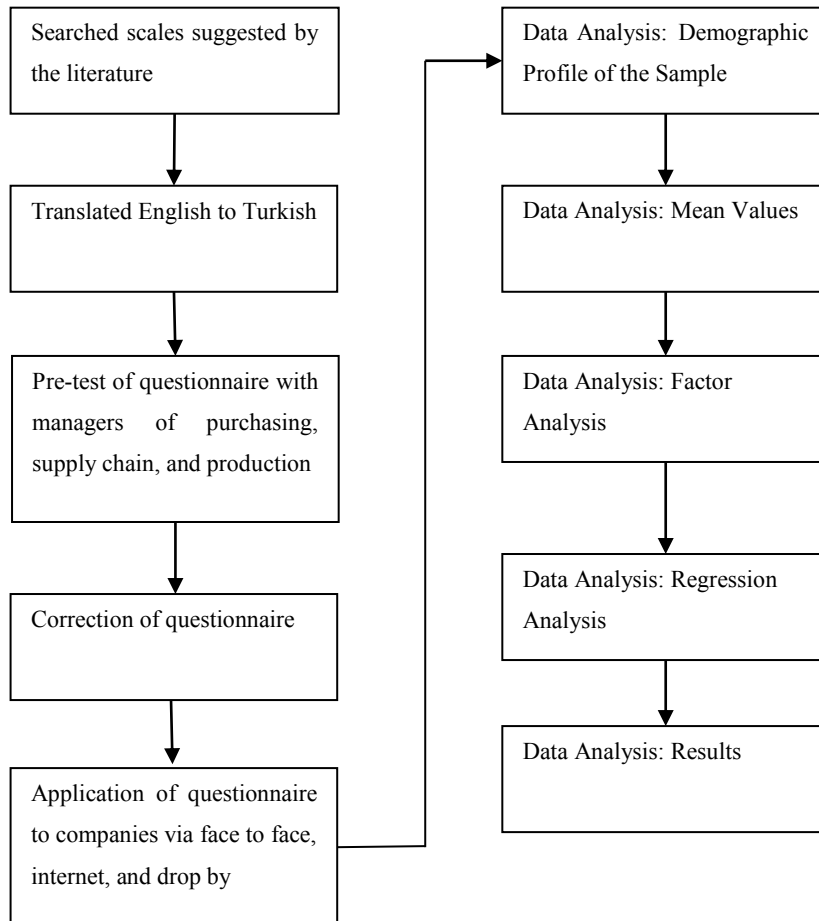 Searched scales suggested by
the literature
Translated English to Turkish
Pre-test of questionnaire with
managers of purchasing,
supply chain, and production
Correction of questionnaire
Application of questionnaire
to companies via face to face,
internet, and drop by
Data Analysis: Demographic
Profile of the Sample
Data Analysis: Mean Values
Data Analysis: Factor
Analysis
Data Analysis: Regression
Analysis
Data Analysis: Results